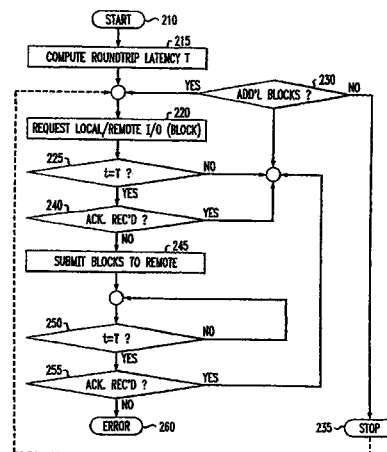 START 210
215
COMPUTE ROUNDTRIP LATENCY T
230
YES ADD'L BLOCKS ? NO
220
REQUEST LOCAL/REMOTE I/O (BLOCK)
225
t=T ? NO
YES
240
ACK. REC'D ? YES
NO
245
SUBMIT BLOCKS TO REMOTE
250
t=T ? NO
YES
255
ACK. REC'D ? YES
NO
ERROR 260
235 STOP